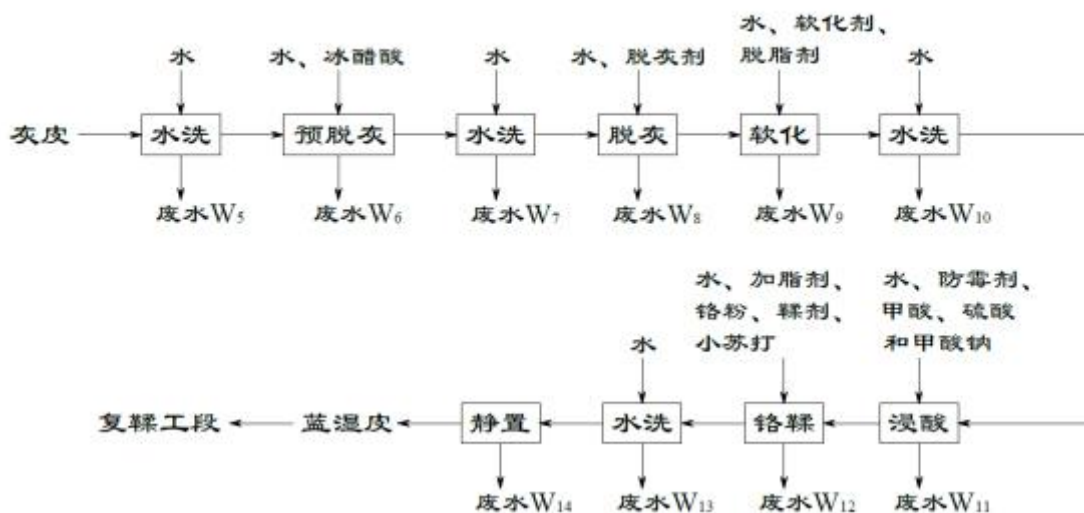 水
水、冰醋酸
水
水、脱灰剂
水、软化剂、
脱脂剂
水
灰皮
水洗
预脱灰
水洗
脱灰
软化
水洗
废水W₅
废水W₆
废水W₇
废水W₈
废水W₉
废水W₁₀
水
水、加脂剂、
铬粉、鞣剂、
小苏打
水、防霉剂、
甲酸、硫酸
和甲酸钠
复鞣工段
蓝湿皮
静置
水洗
铬鞣
浸酸
废水W₁₄
废水W₁₃
废水W₁₂
废水W₁₁